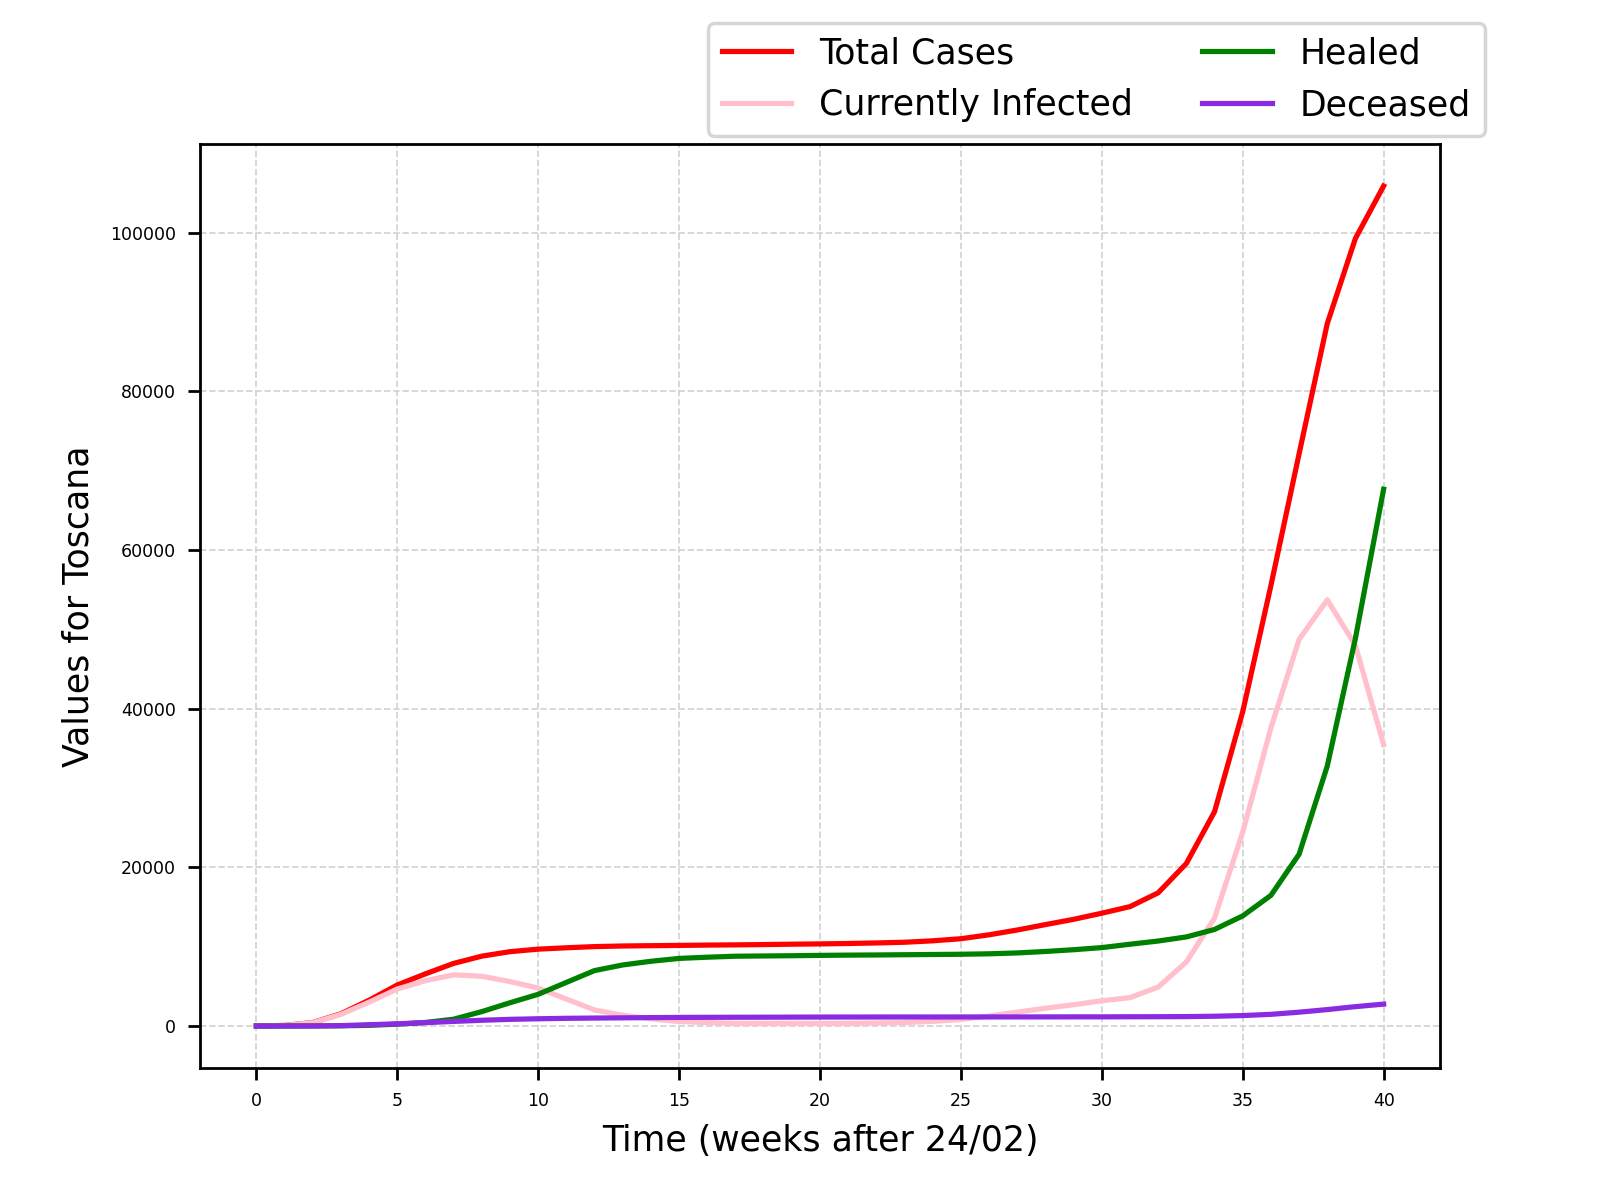 Total Cases
Currently Infected
Healed
Deceased
100000
80000
60000
40000
20000
0
Values for Toscana
0 5 10 15 20 25 30 35 40
Time (weeks after 24/02)